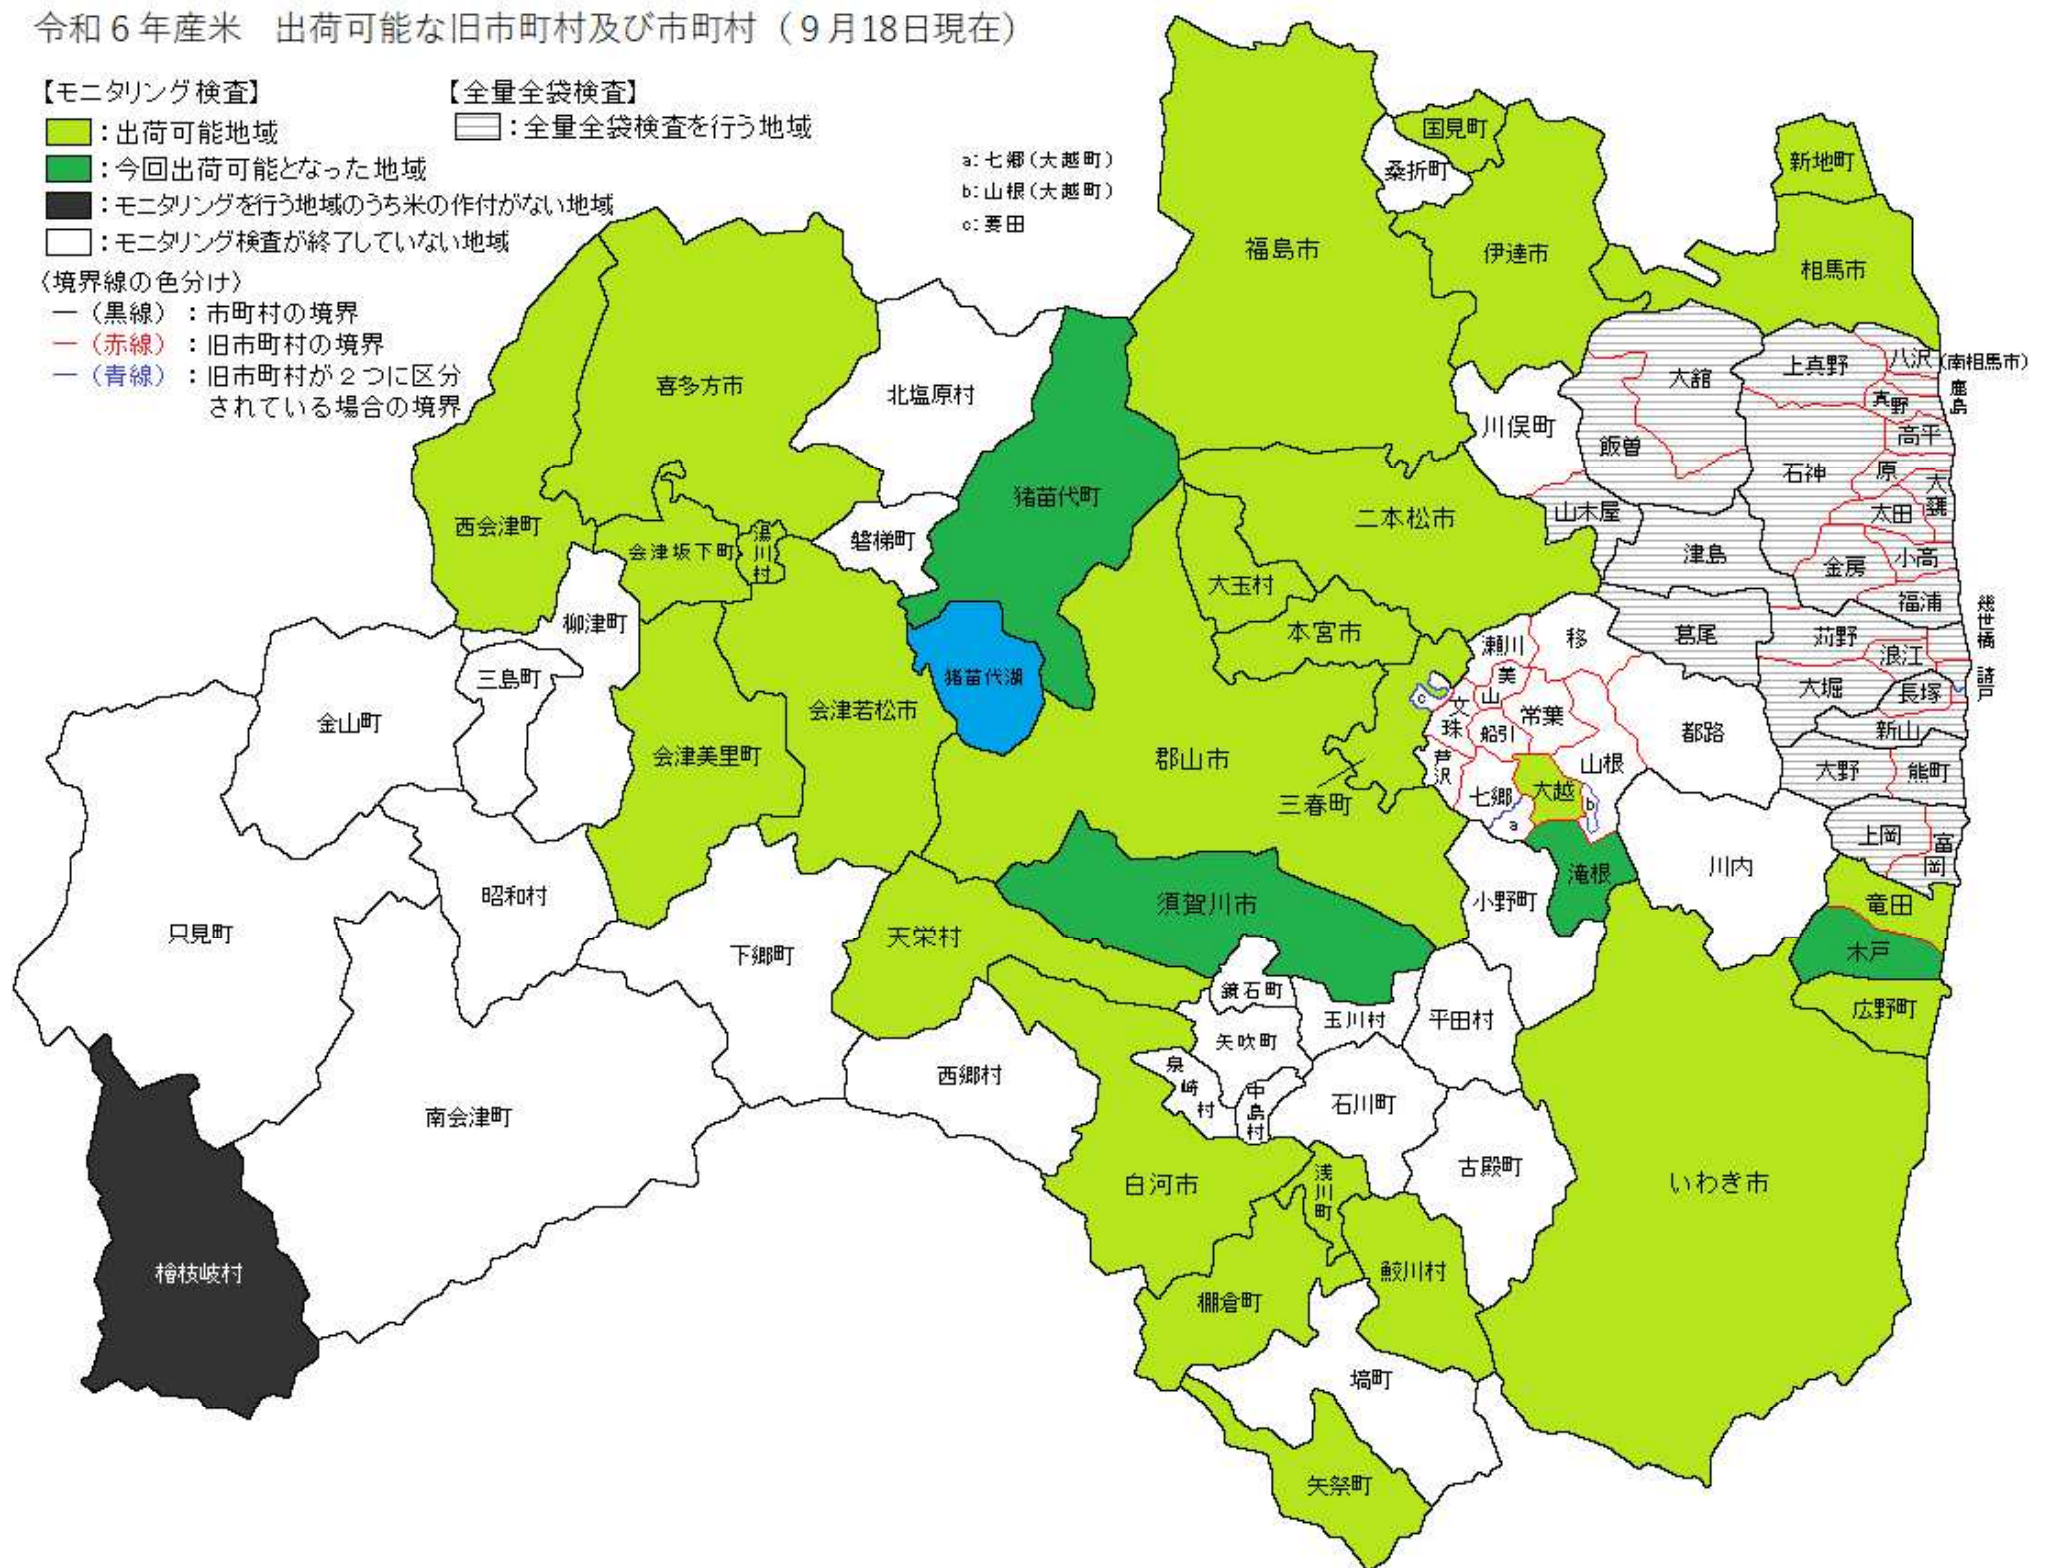 令和６年産米　出荷可能な旧市町村及び市町村（９月18日現在）
【モニタリング検査】
【全量全袋検査】
：出荷可能地域
：全量全袋検査を行う地域
：今回出荷可能となった地域
：モニタリングを行う地域のうち米の作付がない地域
：モニタリング検査が終了していない地域
〈境界線の色分け〉
―（黒線）：市町村の境界
―（赤線）：旧市町村の境界
―（青線）：旧市町村が２つに区分
されている場合の境界
a：七郷（大越町）
b：山根（大越町）
c：要田
国見町
桑折町
新地町
福島市
伊達市
相馬市
喜多方市
北塩原村
川俣町
大舘
飯曽
上真野
八沢
（南相馬市）
鹿島
真野
高平
石神
原
大甕
太田
猪苗代町
二本松市
山木屋
西会津町
会津坂下町
湯川村
磐梯町
津島
金房
小高
福浦
幾世橋
大玉村
本宮市
柳津町
三島町
猪苗代湖
瀬川
移
葛尾
苅野
浪江
請戸
大堀
長塚
金山町
会津若松市
会津美里町
郡山市
三春町
c
文珠
美山
船引
常葉
都路
新山
芦沢
七郷
大越
山根
a
b
大野
熊町
上岡
富岡
昭和村
只見町
下郷町
天栄村
須賀川市
小野町
滝根
川内
竜田
木戸
広野町
鏡石町
玉川村
平田村
矢吹町
西郷村
泉崎村
中島村
石川町
南会津町
古殿町
白河市
浅川町
いわき市
檜枝岐村
棚倉町
鮫川村
塙町
矢祭町